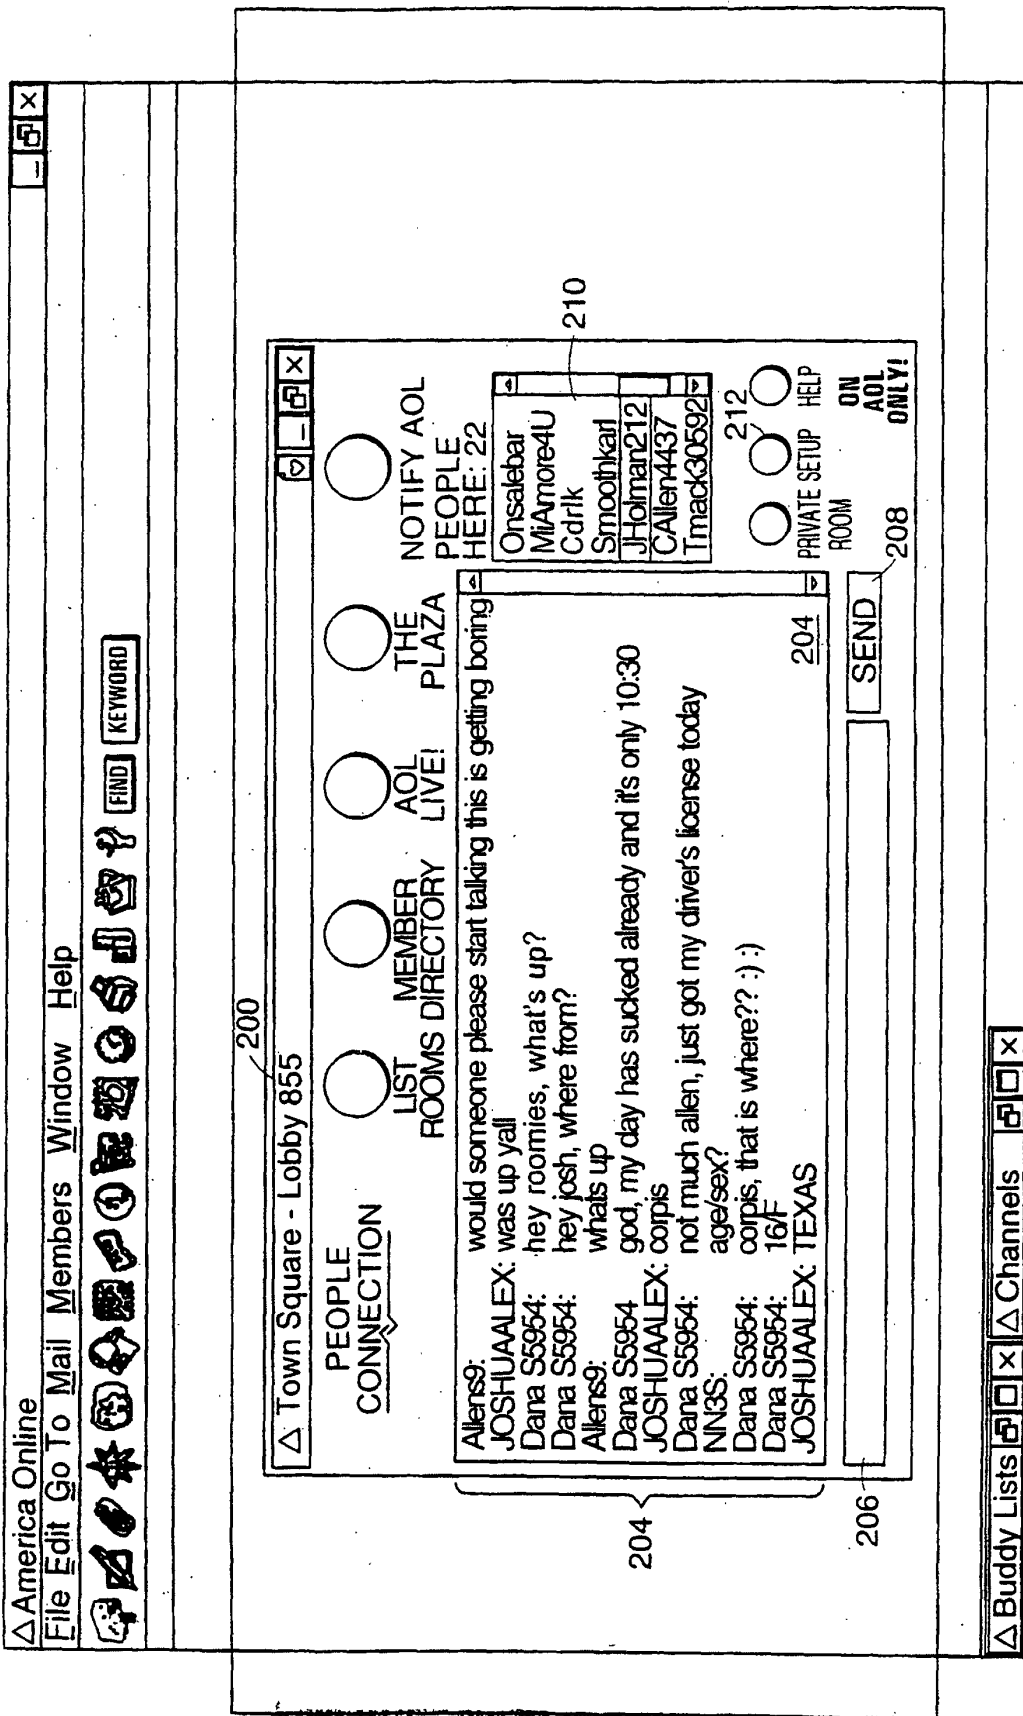 America Online
File Edit Go To Mail Members Window Help
FIND KEYWORD
200
Town Square - Lobby 855
PEOPLE
CONNECTION
LIST
ROOMS
MEMBER
DIRECTORY
AOL
LIVE!
THE
PLAZA
NOTIFY AOL
PEOPLE
HERE: 22
Allens9: would someone please start talking this is getting boring
JOSHUAALEX: was up yall
Dana S5954: hey roomies, what's up?
Dana S5954: hey josh, where from?
Allens9: whats up
Dana S5954 god, my day has sucked already and it's only 10:30
JOSHUAALEX: corpis
Dana S5954: not much allen, just got my driver's license today
NN3S: age/sex?
Dana S5954: corpis, that is where?? :) :)
Dana S5954: 16/F
JOSHUAALEX: TEXAS
204
204
Onsalebar
MiAmore4U
Cdrlk
Smoothkarl
JHolman212
CAllen4437
Tmack30592
210
212
PRIVATE
ROOM
SETUP
HELP
206
SEND
208
ON
AOL
ONLY!
Buddy Lists
Channels